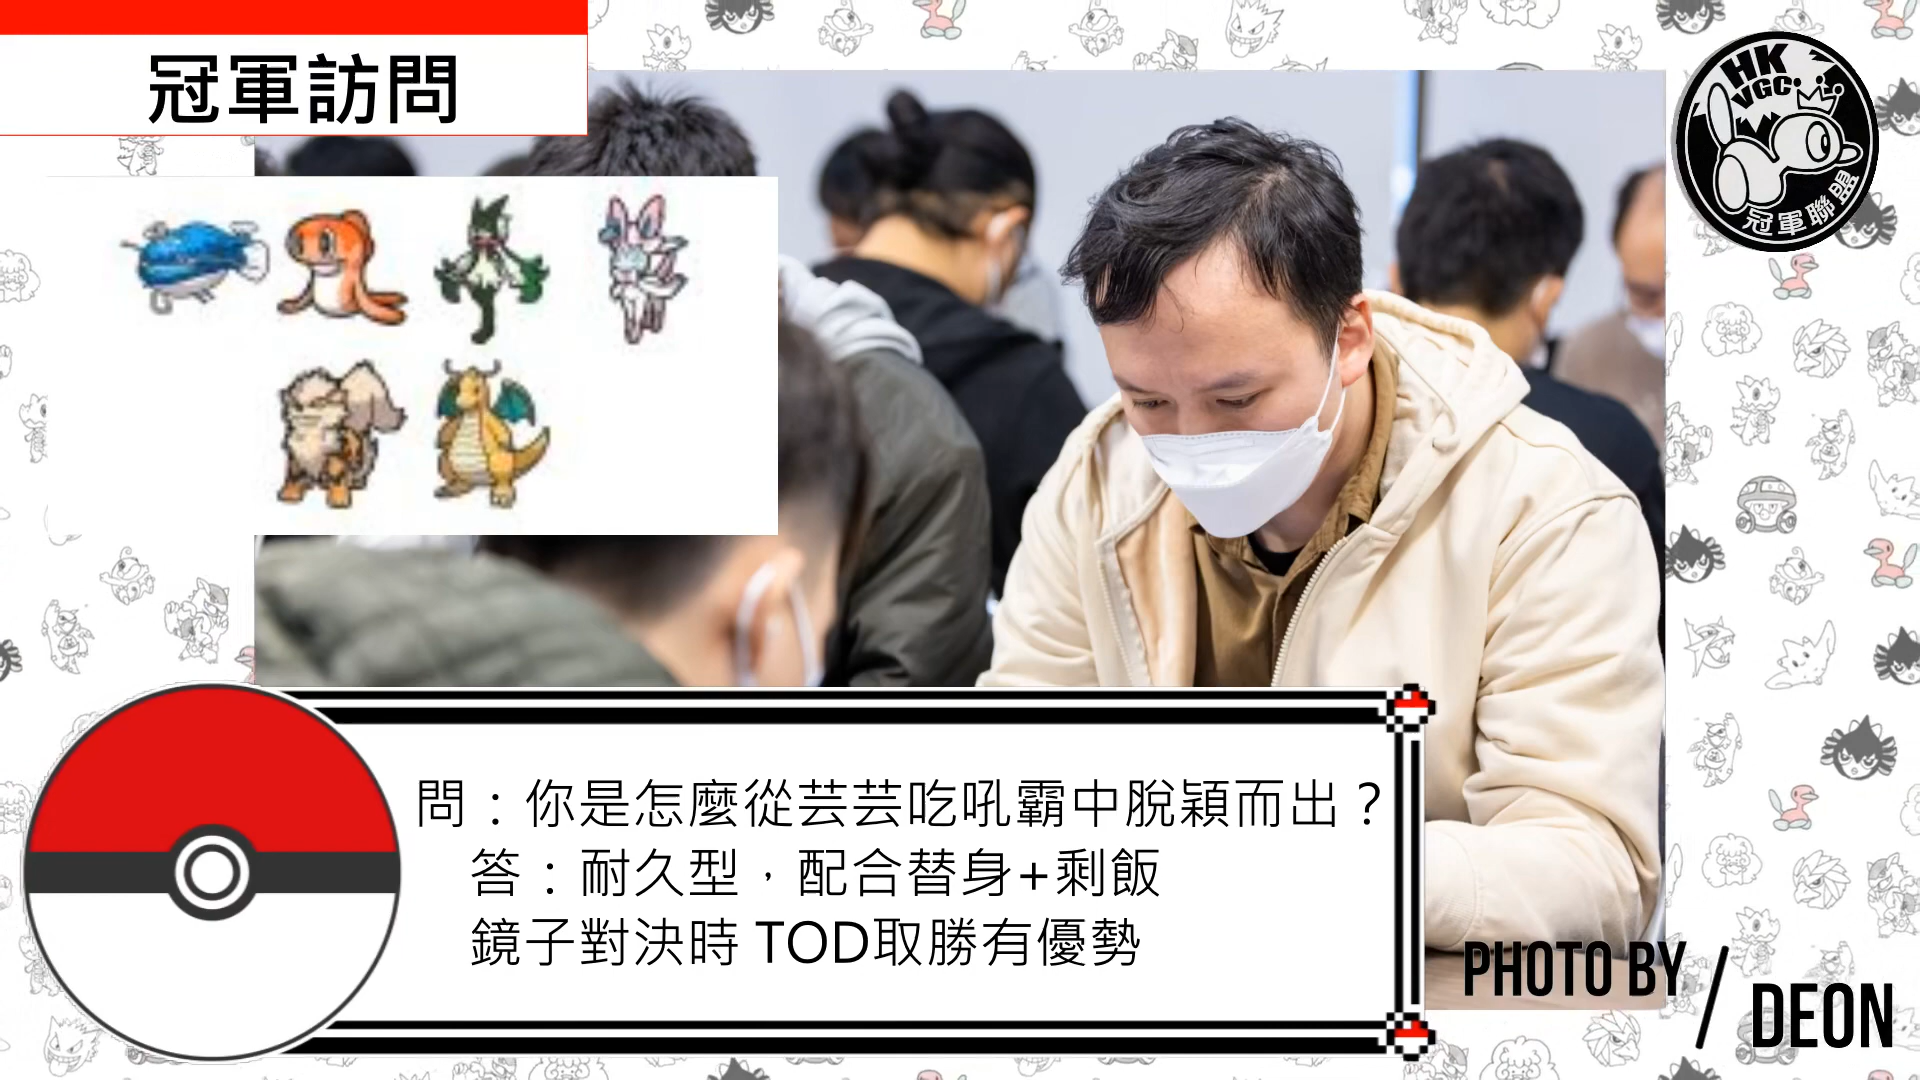 冠軍訪問
HK
VGC
冠軍聯盟
問：你是怎麼從芸芸吃吼霸中脫穎而出？
答：耐久型，配合替身+剩飯
鏡子對決時 TOD取勝有優勢
PHOTO BY / DEON